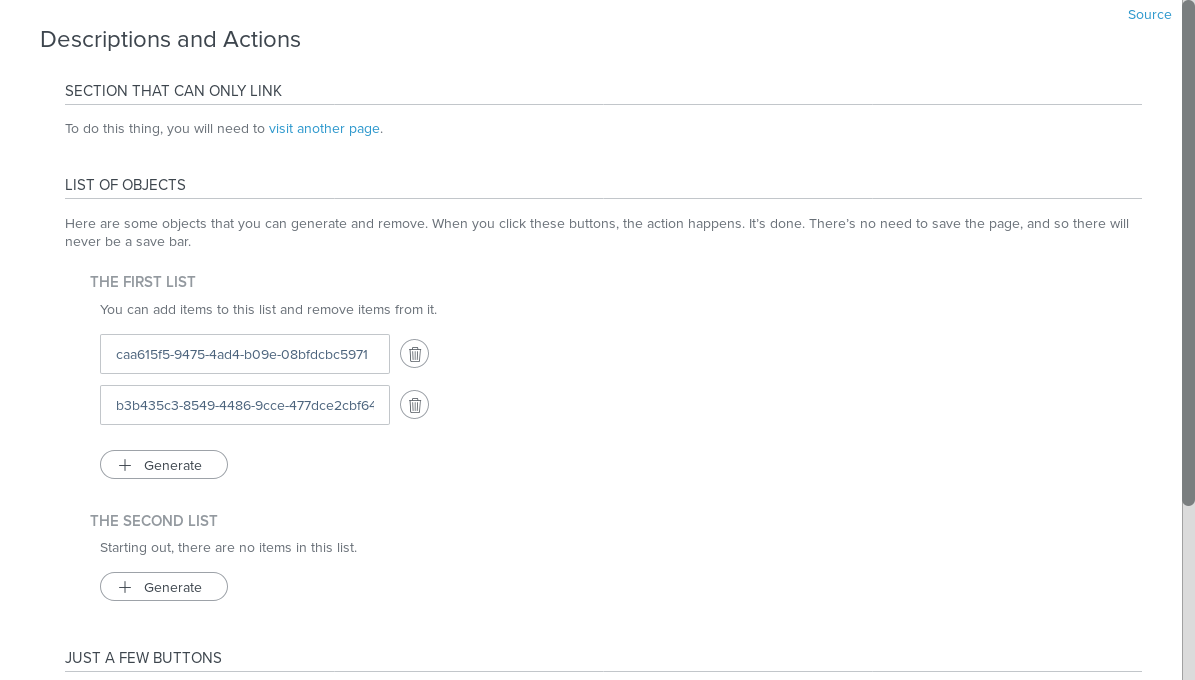 Source
Descriptions and Actions
SECTION THAT CAN ONLY LINK
To do this thing, you will need to visit another page.
LIST OF OBJECTS
Here are some objects that you can generate and remove. When you click these buttons, the action happens. It's done. There's no need to save the page, and so there will
never be a save bar.
THE FIRST LIST
You can add items to this list and remove items from it.
caa615f5-9475-4ad4-b09e-08bfdcbc5971
b3b435c3-8549-4486-9cce-477dce2cbf64
Generate
THE SECOND LIST
Starting out, there are no items in this list.
Generate
JUST A FEW BUTTONS